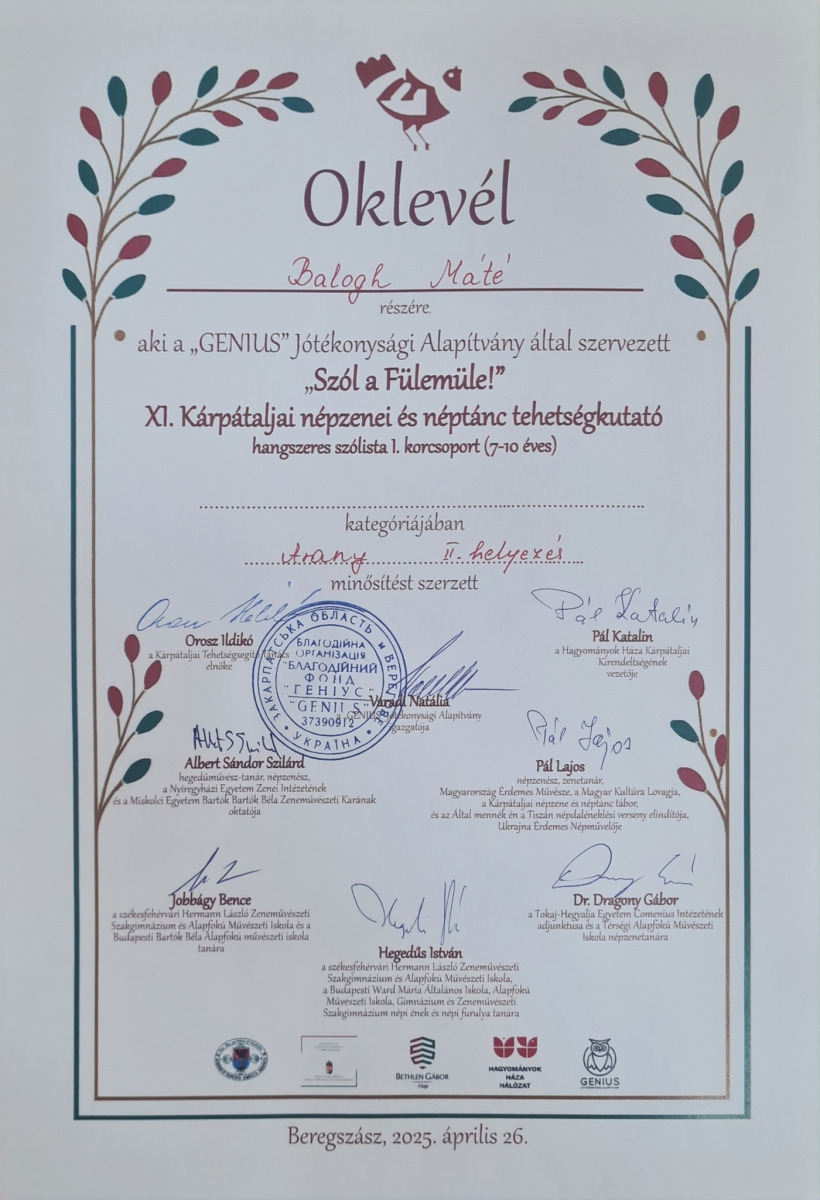 Oklevél
Balogh Máté
részére.
aki a „GENIUS” Jótékonysági Alapítvány által szervezett
„Szól a Fülemüle!”
XI. Kárpátaljai népzenei és néptánc tehetségkutató
hangszeres szólista I. korcsoport (7-10 éves)
kategóriájában
Arany II. helyezés
minősítést szerzett
Orosz Ildikó
a Kárpátaljai Tehetségsegítő Tanács
elnöke
Pál Katalin
Pál Katalin
a Hagyományok Háza Kárpátaljai
Kirendeltségének
vezetője
ЗАКАРПАТСЬКА ОБЛАСТЬ
БЛАГОДІЙНА
ОРГАНІЗАЦІЯ
"БЛАГОДІЙНИЙ
ФОНД
"ГЕНІУС"
"GENIUS"
37390912
УКРАЇНА
Váradi Natália
a „GENIUS” Jótékonysági Alapítvány
igazgatója
Albert Sándor Szilárd
hegedűművész-tanár, népzenész,
a Nyíregyházi Egyetem Zenei Intézetének
és a Miskolci Egyetem Bartók Bartók Béla Zeneművészeti Karának
oktatója
Pál Lajos
Pál Lajos
népzenész, zenetanár,
Magyarország Érdemes Művésze, a Magyar Kultúra Lovagja,
a Kárpátaljai népzene és néptánc tábor,
és az Által mennék én a Tiszán népdaléneklési verseny elindítója,
Ukrajna Érdemes Népművelője
Jobbágy Bence
a székesfehérvári Hermann László Zeneművészeti
Szakgimnázium és Alapfokú Művészeti Iskola és a
Budapesti Bartók Béla Alapfokú művészeti iskola
tanára
Hegedűs István
a székesfehérvári Hermann László Zeneművészeti
Szakgimnázium és Alapfokú Művészeti Iskola,
a Budapesti Ward Mária Általános Iskola, Alapfokú
Művészeti Iskola, Gimnázium és Zeneművészeti
Szakgimnázium népi ének és népi furulya tanára
Dr. Dragony Gábor
a Tokaj-Hegyalja Egyetem Comenius Intézetének
adjunktusa és a Térségi Alapfokú Művészeti
Iskola népzenetanára
BETHLEN GÁBOR
Alap
HAGYOMÁNYOK
HÁZA
HÁLÓZAT
GENIUS
Beregszász, 2025. április 26.